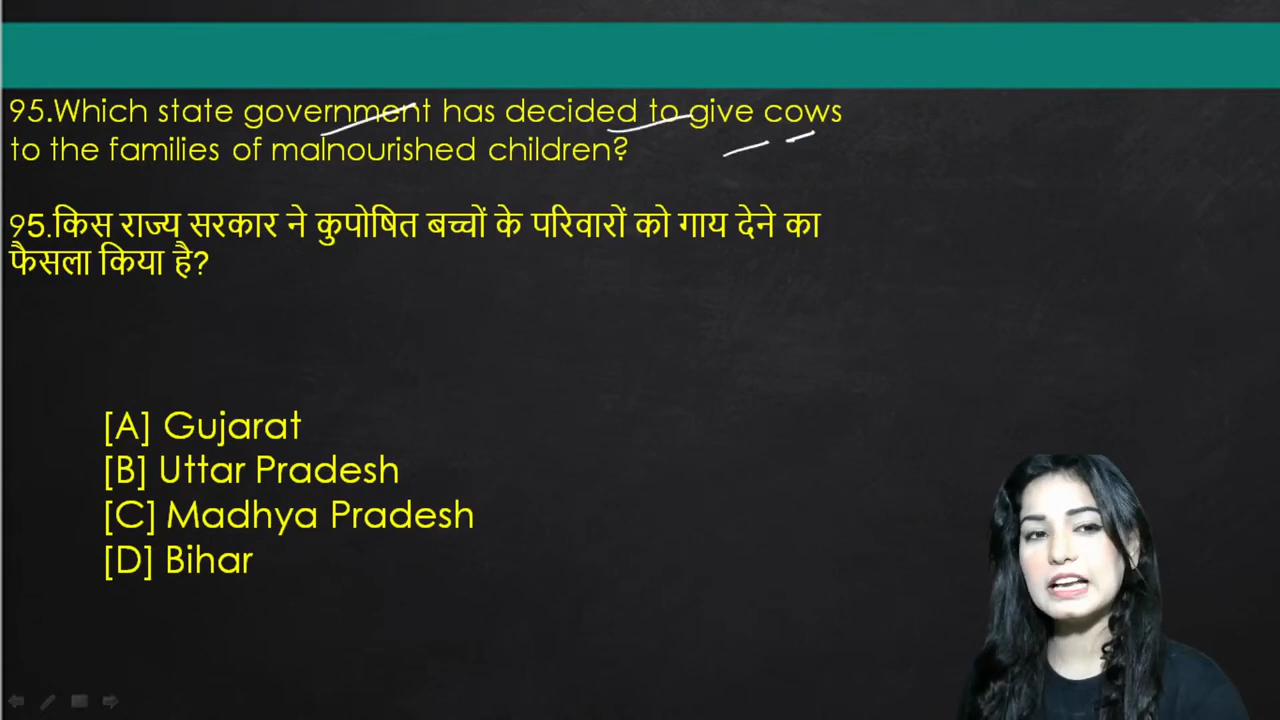 95.Which state government has decided to give cows
to the families of malnourished children?
95.किस राज्य सरकार ने कुपोषित बच्चों के परिवारों को गाय देने का
फैसला किया है?
[A] Gujarat
[B] Uttar Pradesh
[C] Madhya Pradesh
[D] Bihar